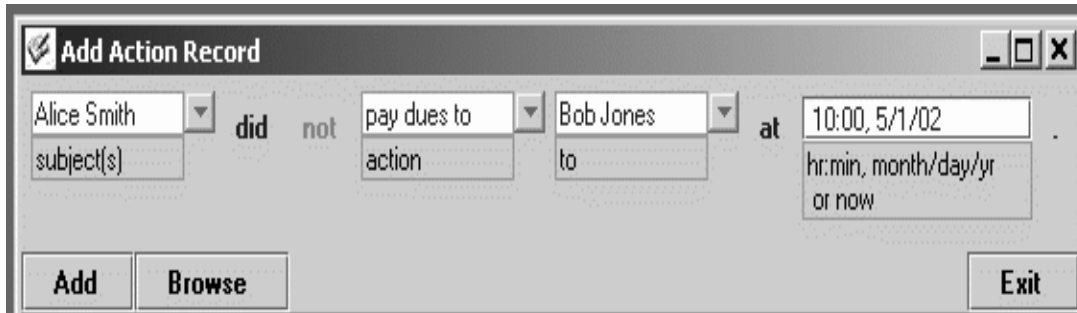 Add Action Record
Alice Smith did not pay dues to Bob Jones at 10:00, 5/1/02 .
subject(s) action to hr:min, month/day/yr
or now
Add Browse Exit